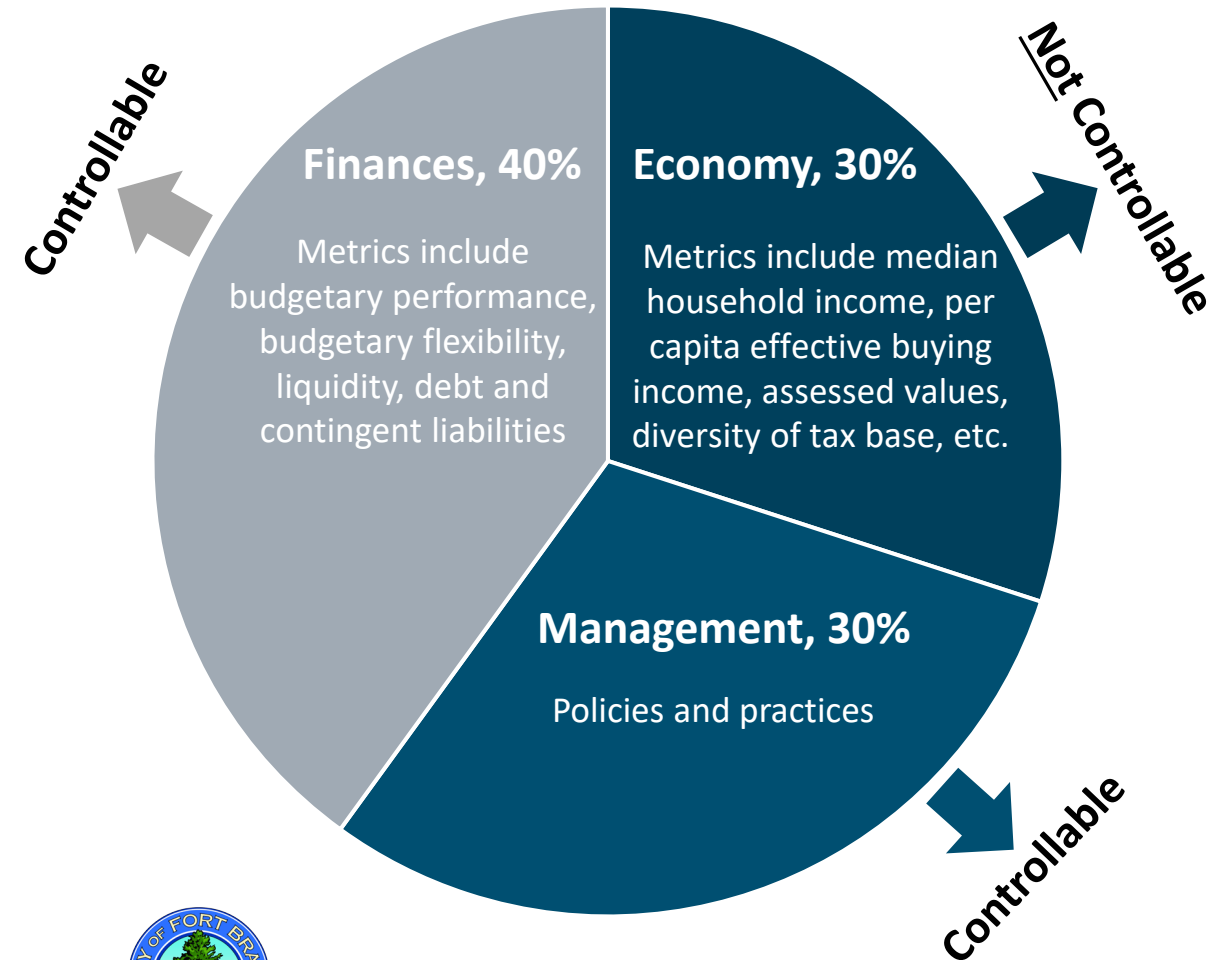 Controllable
Not Controllable
Finances, 40%
Metrics include
budgetary performance,
budgetary flexibility,
liquidity, debt and
contingent liabilities
Economy, 30%
Metrics include median
household income, per
capita effective buying
income, assessed values,
diversity of tax base, etc.
Management, 30%
Policies and practices
Controllable
OF FORT